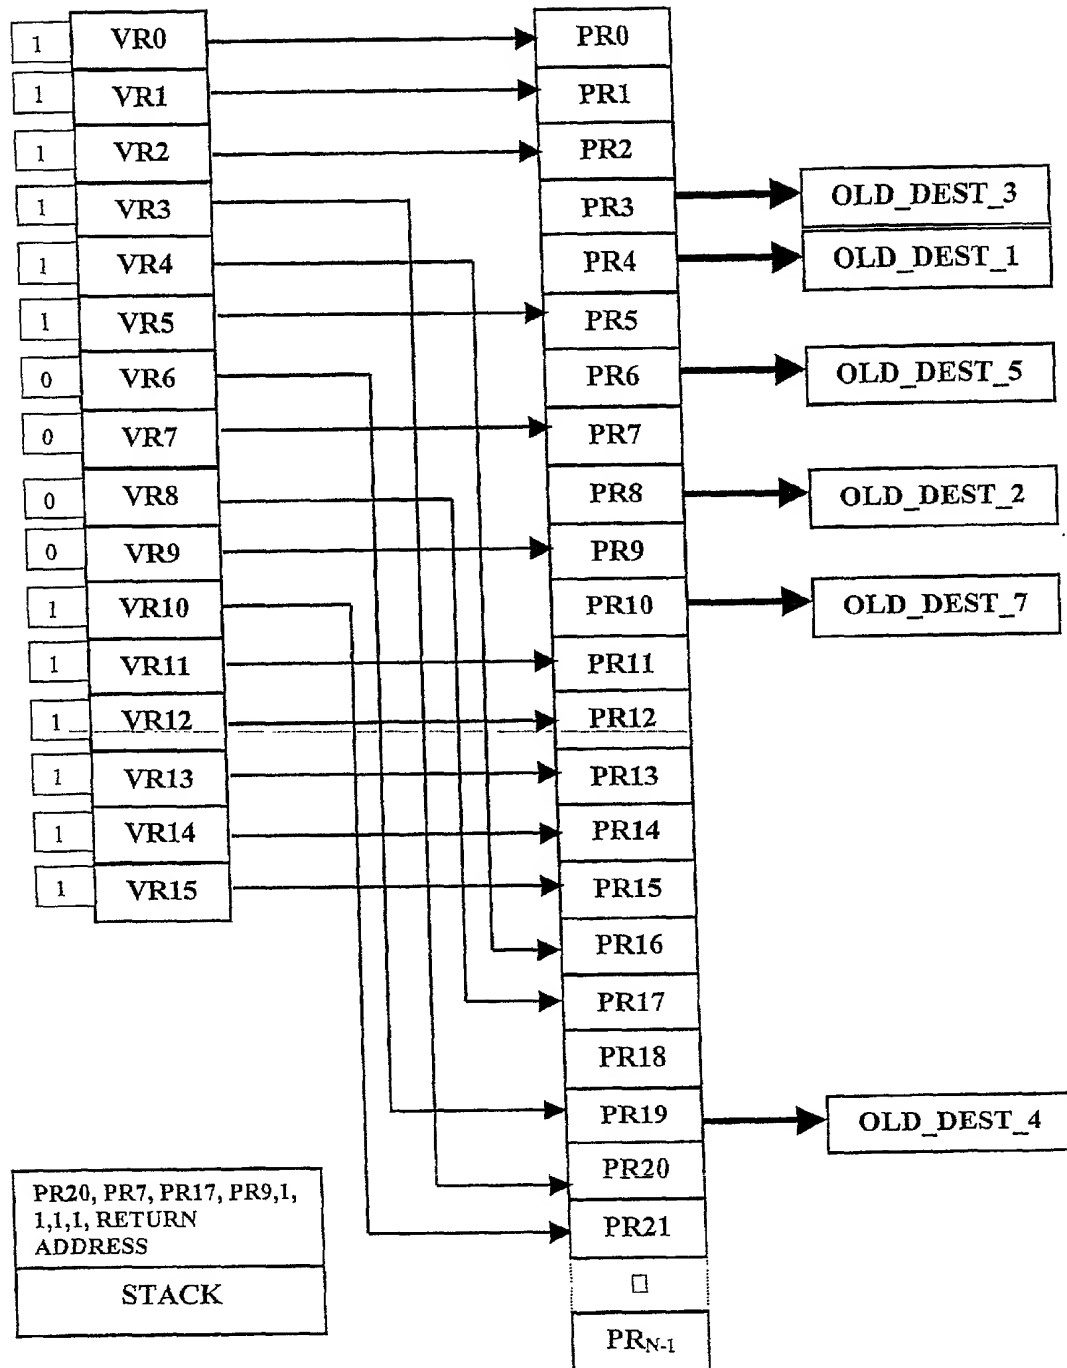 1 VR0 PR0
1 VR1 PR1
1 VR2 PR2
1 VR3 PR3 OLD_DEST_3
1 VR4 PR4 OLD_DEST_1
1 VR5 PR5
0 VR6 PR6 OLD_DEST_5
0 VR7 PR7
0 VR8 PR8 OLD_DEST_2
0 VR9 PR9
1 VR10 PR10 OLD_DEST_7
1 VR11 PR11
1 VR12 PR12
1 VR13 PR13
1 VR14 PR14
1 VR15 PR15
PR16
PR17
PR18
PR19 OLD_DEST_4
PR20
PR21
PRN-1
PR20, PR7, PR17, PR9,1,
1,1,1, RETURN
ADDRESS
STACK